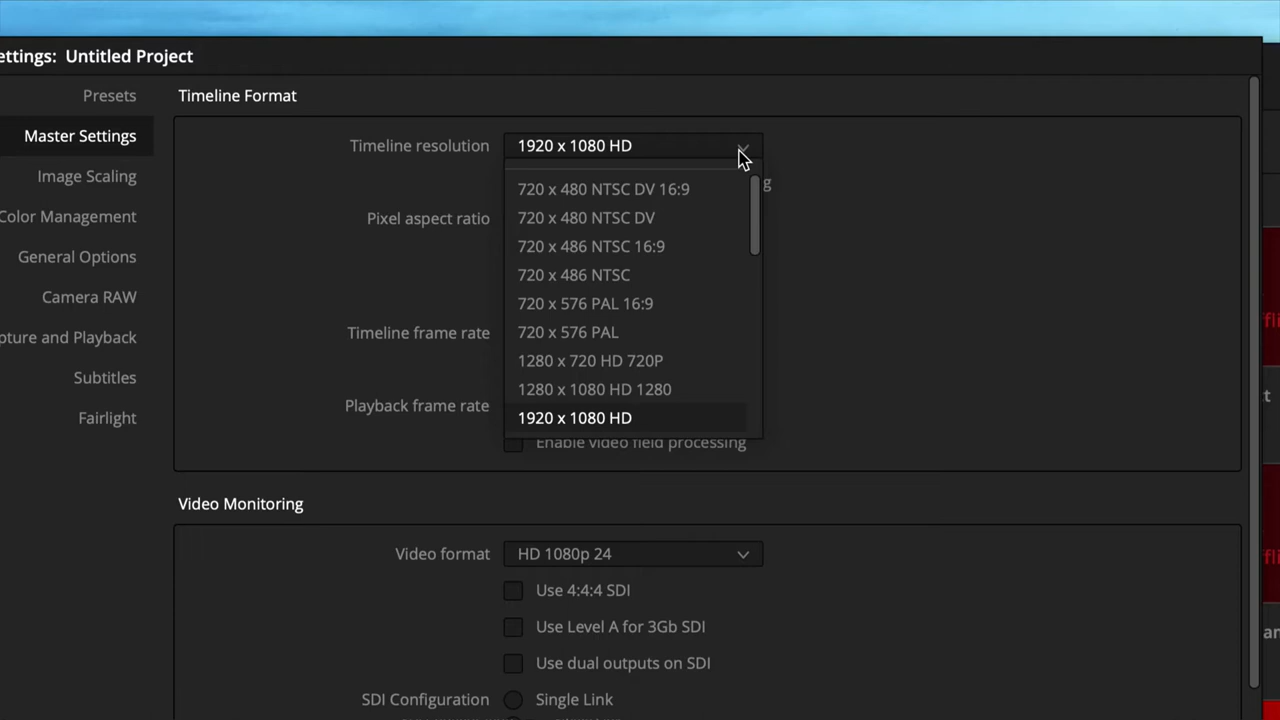 ettings: Untitled Project
Presets
Master Settings
Image Scaling
Color Management
General Options
Camera RAW
pture and Playback
Subtitles
Fairlight
Timeline Format
Timeline resolution 1920 x 1080 HD
g
720 x 480 NTSC DV 16:9
Pixel aspect ratio 720 x 480 NTSC DV
720 x 486 NTSC 16:9
720 x 486 NTSC
720 x 576 PAL 16:9
Timeline frame rate 720 x 576 PAL
1280 x 720 HD 720P
1280 x 1080 HD 1280
Playback frame rate
1920 x 1080 HD
Enable video field processing
Video Monitoring
Video format HD 1080p 24
Use 4:4:4 SDI
Use Level A for 3Gb SDI
Use dual outputs on SDI
SDI Configuration Single Link